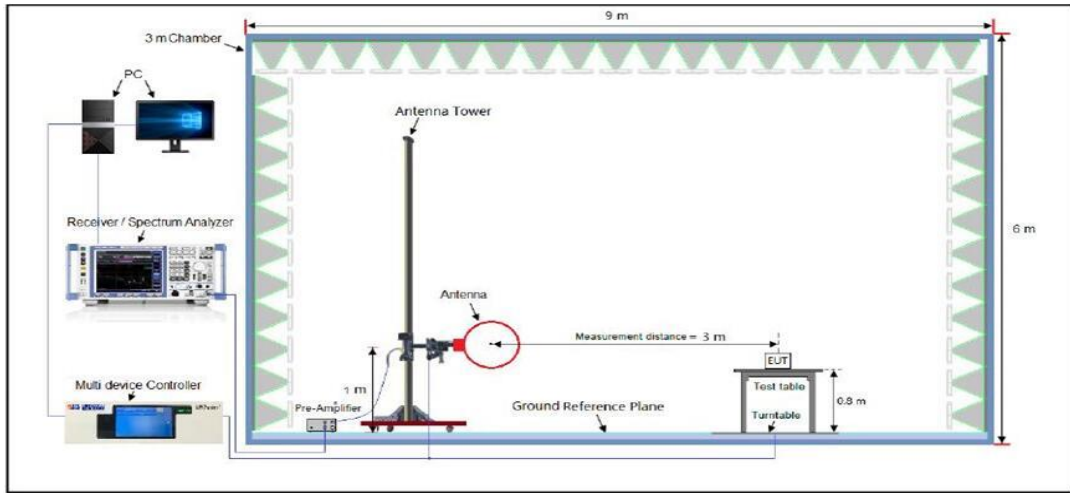 9 m
3 m Chamber
PC
Antenna Tower
Receiver / Spectrum Analyzer
6 m
Antenna
Measurement distance = 3 m
EUT
1 m
Multi device Controller
Test table
0.8 m
Pre-Amplifier
Ground Reference Plane
Turntable